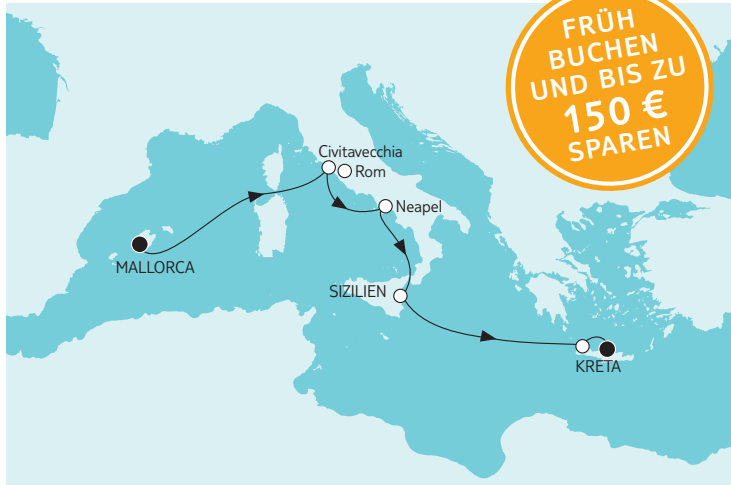 FRÜH
BUCHEN
UND BIS ZU
150 €
SPAREN
Civitavecchia
Rom
Neapel
MALLORCA
SIZILIEN
KRETA